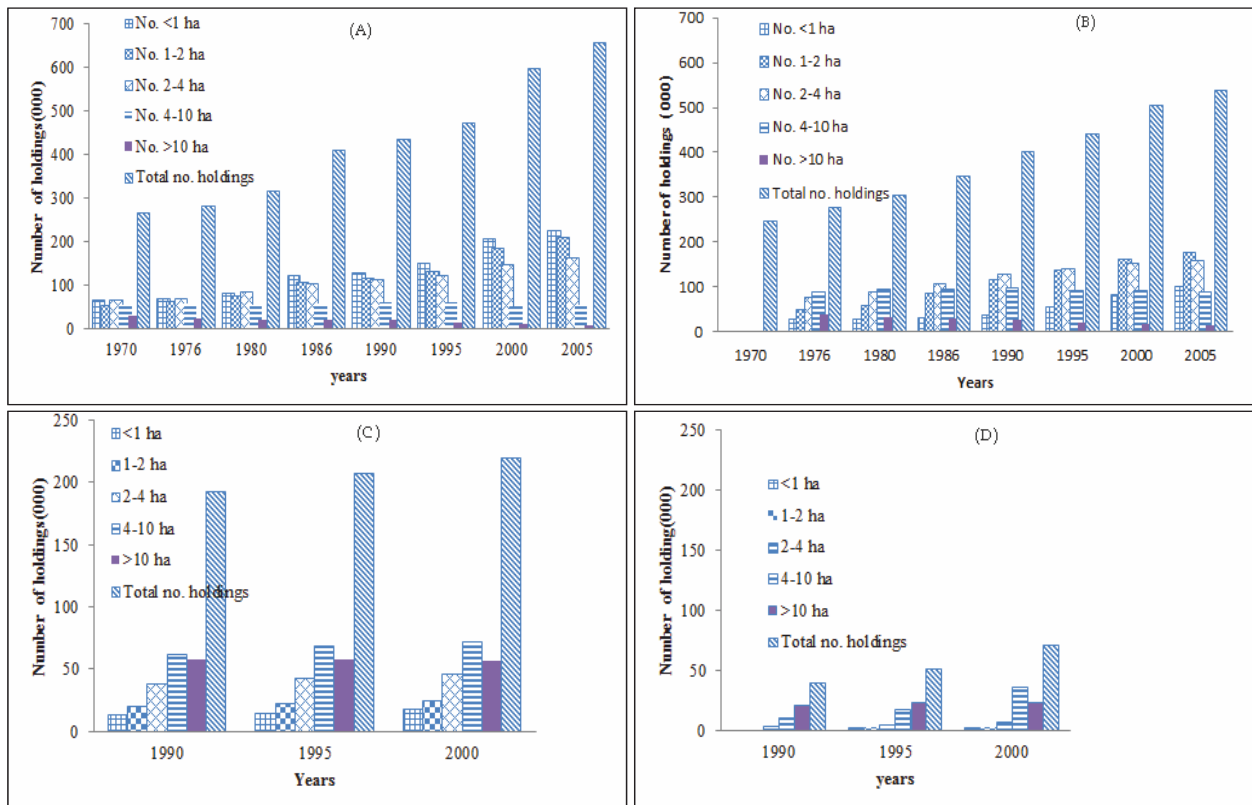 (A)
Number of holdings(000)
700
600
500
400
300
200
100
0
No. <1 ha
No. 1-2 ha
No. 2-4 ha
No. 4-10 ha
No. >10 ha
Total no. holdings
1970 1976 1980 1986 1990 1995 2000 2005
years
(B)
Number of holdings (000)
700
600
500
400
300
200
100
0
No. <1 ha
No. 1-2 ha
No. 2-4 ha
No. 4-10 ha
No. >10 ha
Total no. holdings
1970 1976 1980 1986 1990 1995 2000 2005
Years
(C)
Number of holdings(000)
250
200
150
100
50
0
<1 ha
1-2 ha
2-4 ha
4-10 ha
>10 ha
Total no. holdings
1990 1995 2000
Years
(D)
Number of holding(000)
250
200
150
100
50
0
<1 ha
1-2 ha
2-4 ha
4-10 ha
>10 ha
Total no. holdings
1990 1995 2000
years